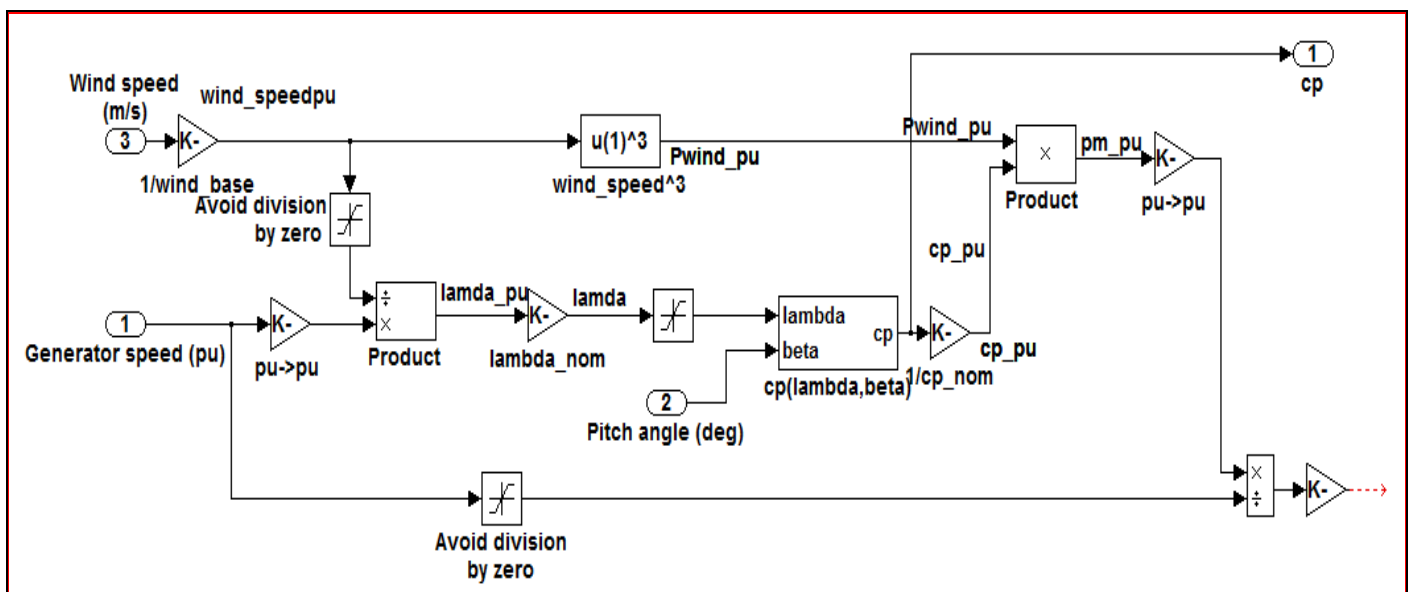 Wind speed
(m/s)
3
K-
1/wind_base
wind_speedpu
Avoid division
by zero
u(1)^3
wind_speed^3
Pwind_pu
Pwind_pu
×
Product
pm_pu
K-
pu->pu
1
cp
1
Generator speed (pu)
K-
pu->pu
÷
×
Product
lamda_pu
K-
lambda_nom
lamda
lambda
beta
cp
cp(lambda,beta)
2
Pitch angle (deg)
K-
1/cp_nom
cp_pu
cp_pu
Avoid division
by zero
×
÷
K-